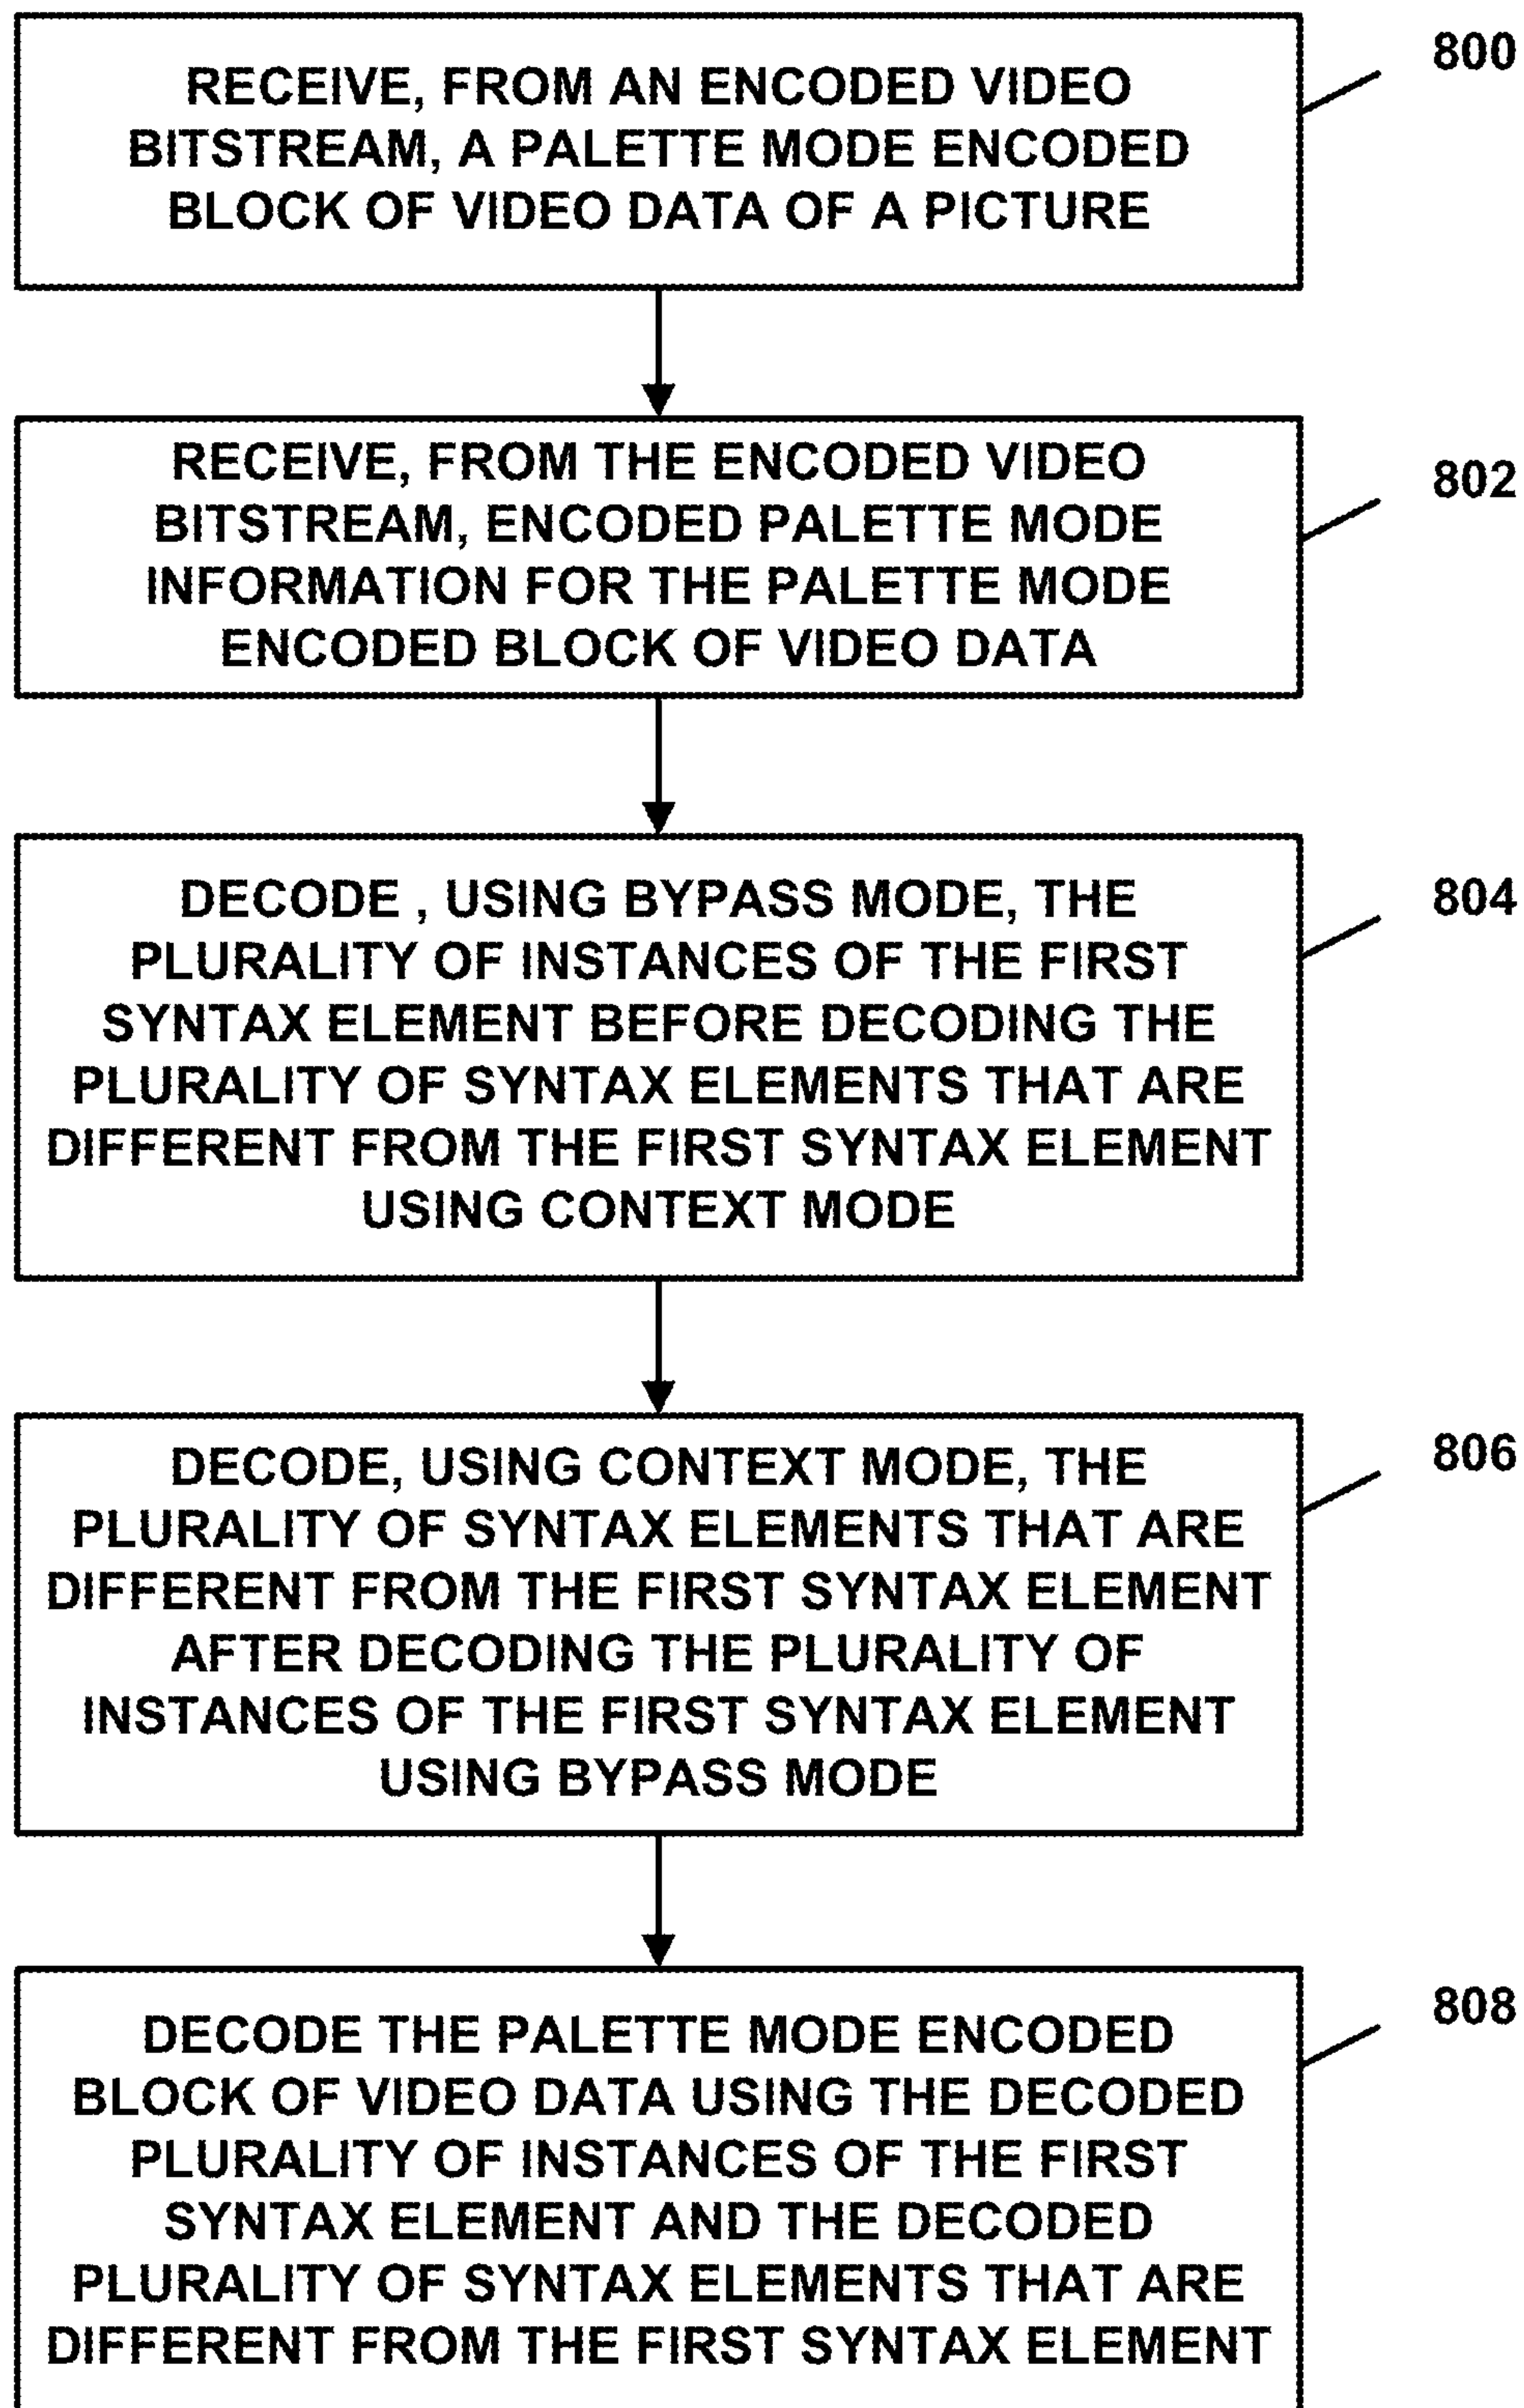 RECEIVE, FROM AN ENCODED VIDEO
BITSTREAM, A PALETTE MODE ENCODED
BLOCK OF VIDEO DATA OF A PICTURE
800
RECEIVE, FROM THE ENCODED VIDEO
BITSTREAM, ENCODED PALETTE MODE
INFORMATION FOR THE PALETTE MODE
ENCODED BLOCK OF VIDEO DATA
802
DECODE , USING BYPASS MODE, THE
PLURALITY OF INSTANCES OF THE FIRST
SYNTAX ELEMENT BEFORE DECODING THE
PLURALITY OF SYNTAX ELEMENTS THAT ARE
DIFFERENT FROM THE FIRST SYNTAX ELEMENT
USING CONTEXT MODE
804
DECODE, USING CONTEXT MODE, THE
PLURALITY OF SYNTAX ELEMENTS THAT ARE
DIFFERENT FROM THE FIRST SYNTAX ELEMENT
AFTER DECODING THE PLURALITY OF
INSTANCES OF THE FIRST SYNTAX ELEMENT
USING BYPASS MODE
806
DECODE THE PALETTE MODE ENCODED
BLOCK OF VIDEO DATA USING THE DECODED
PLURALITY OF INSTANCES OF THE FIRST
SYNTAX ELEMENT AND THE DECODED
PLURALITY OF SYNTAX ELEMENTS THAT ARE
DIFFERENT FROM THE FIRST SYNTAX ELEMENT
808